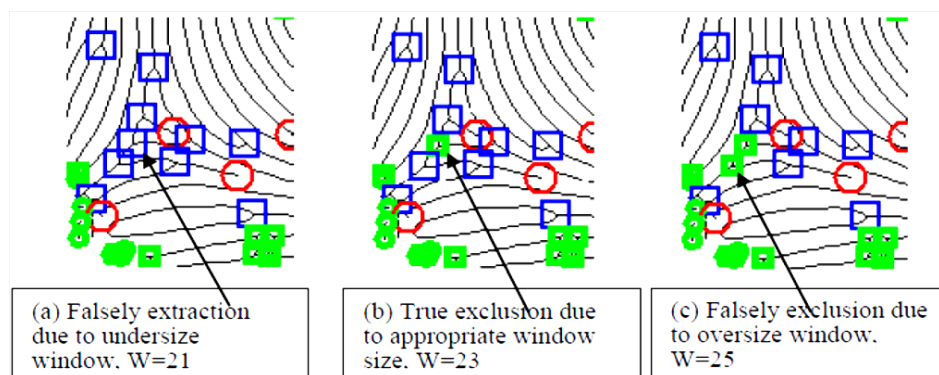 (a) Falsely extraction
due to undersize
window, W=21
(b) True exclusion due
to appropriate window
size, W=23
(c) Falsely exclusion due
to oversize window,
W=25